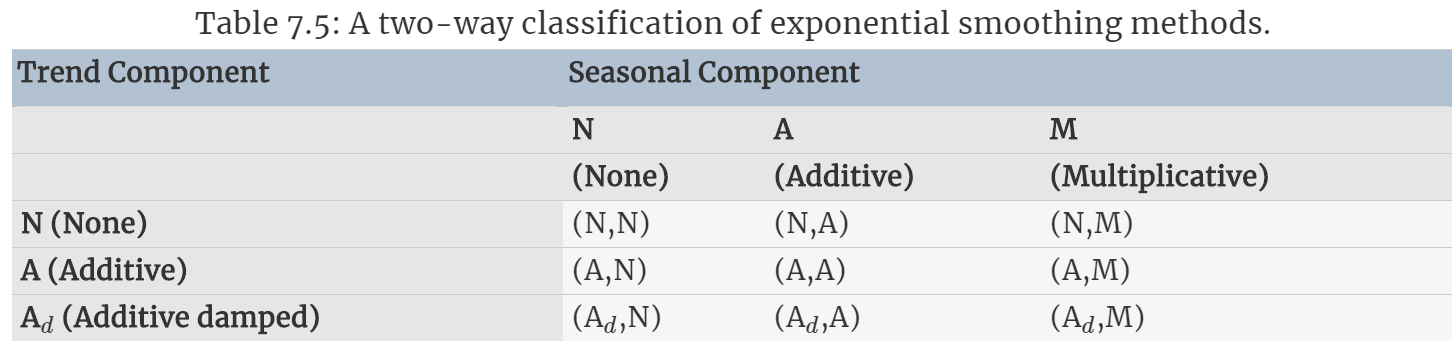 Table 7.5: A two-way classification of exponential smoothing methods.
Trend Component Seasonal Component
N A M
(None) (Additive) (Multiplicative)
N (None) (N,N) (N,A) (N,M)
A (Additive) (A,N) (A,A) (A,M)
A_d (Additive damped) (A_d,N) (A_d,A) (A_d,M)